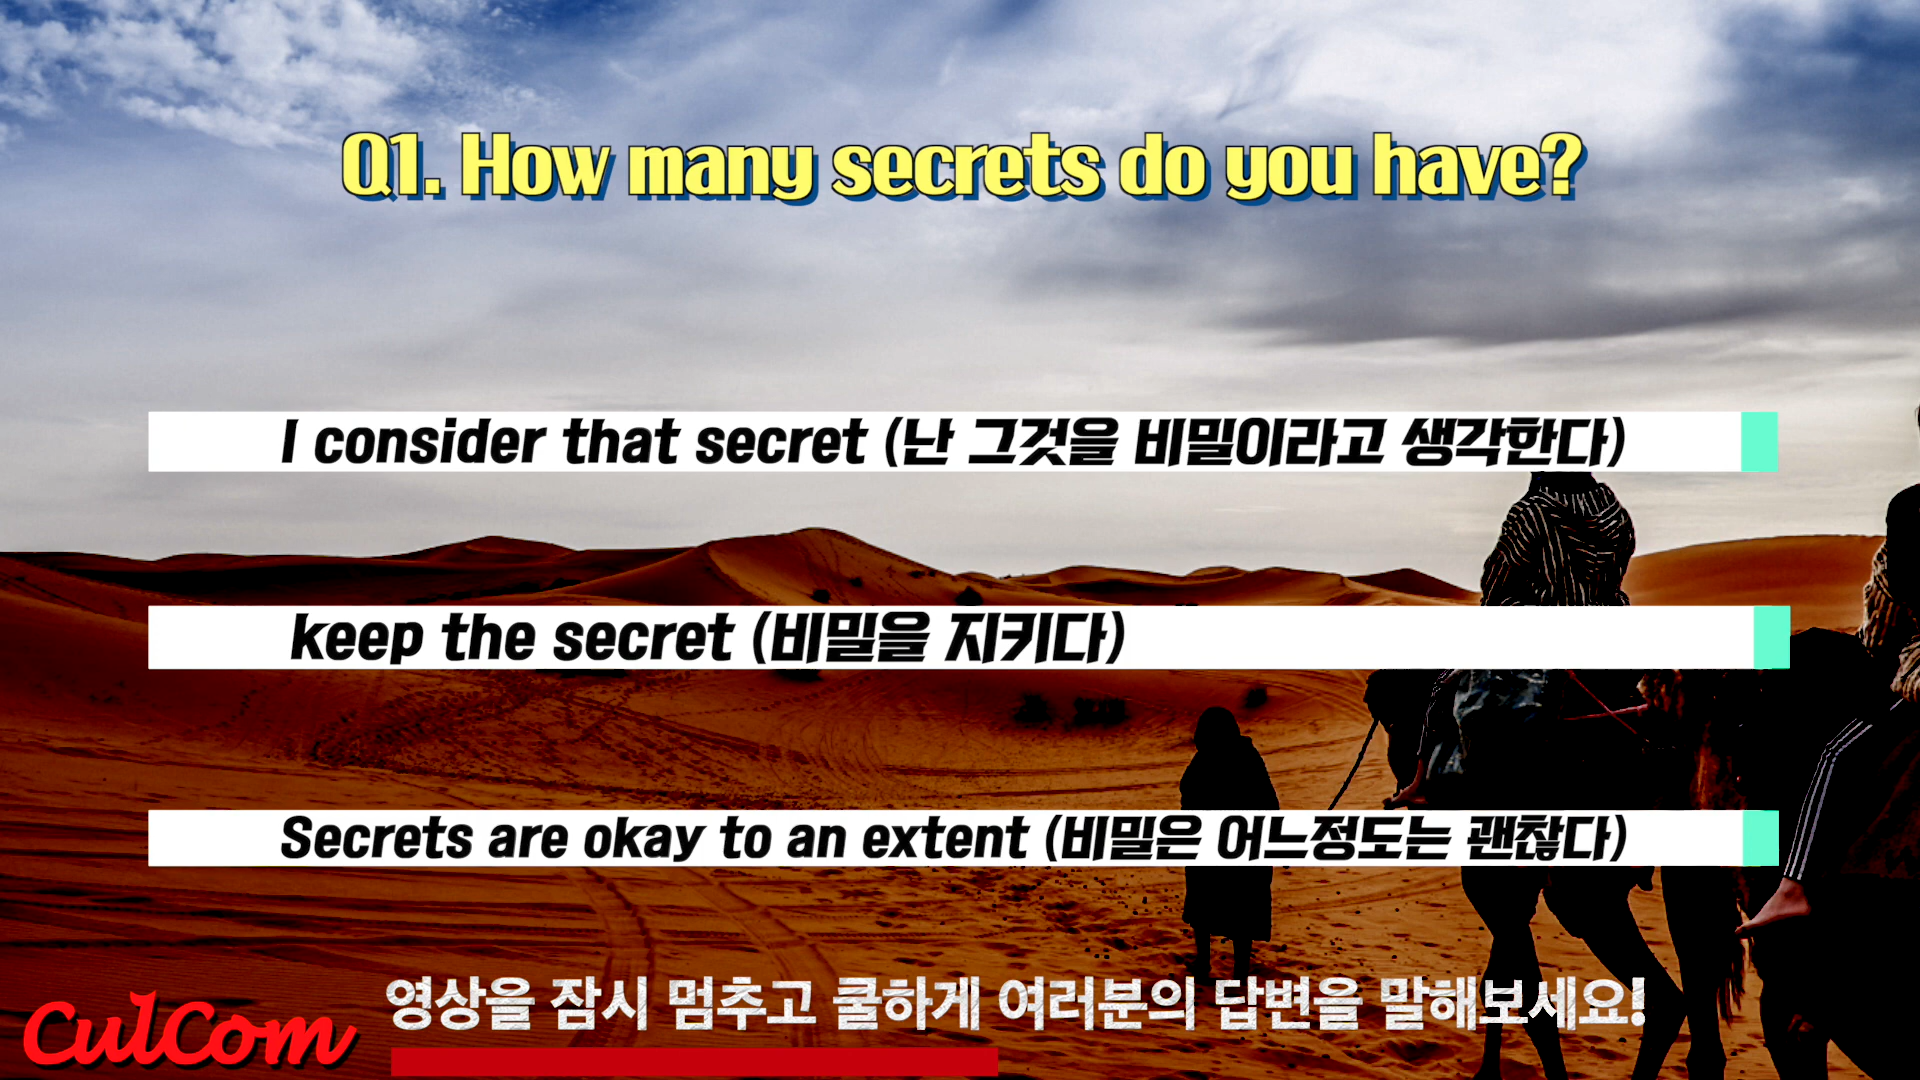 Q1. How many secrets do you have?
I consider that secret (난 그것을 비밀이라고 생각한다)
keep the secret (비밀을 지키다)
Secrets are okay to an extent (비밀은 어느정도는 괜찮다)
영상을 잠시 멈추고 쿨하게 여러분의 답변을 말해보세요!
CulCom